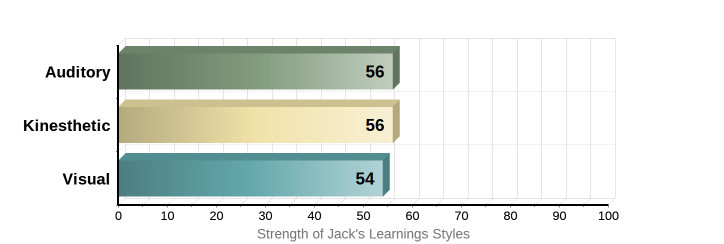 Auditory 56
Kinesthetic 56
Visual 54
0 10 20 30 40 50 60 70 80 90 100
Strength of Jack's Learnings Styles